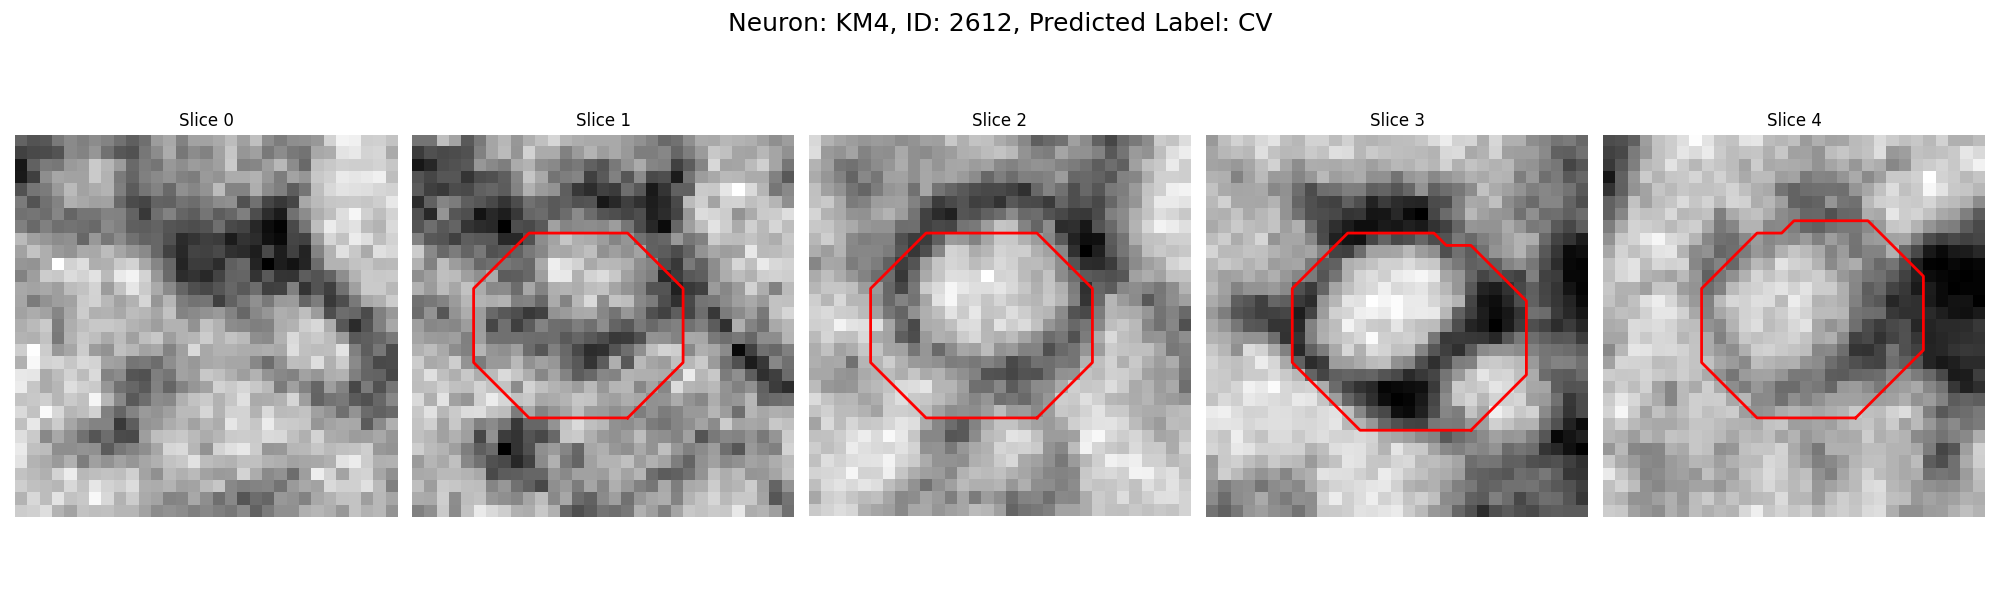 Neuron: KM4, ID: 2612, Predicted Label: CV
Slice 0
Slice 1
Slice 2
Slice 3
Slice 4